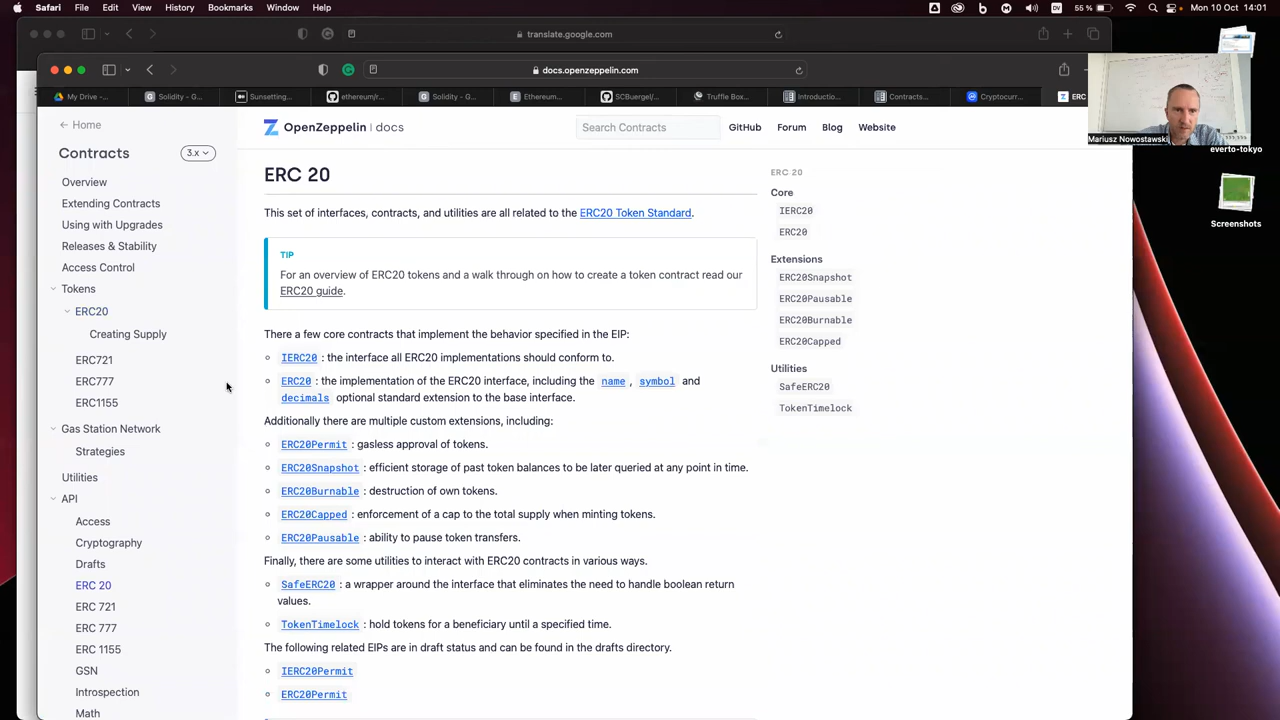 Safari File Edit View History Bookmarks Window Help
DV 55 % Mon 10 Oct 14:01
translate.google.com
docs.openzeppelin.com
My Drive - ... Solidity - G... Sunsetting... ethereum/r... Solidity - G... Ethereum... SCBuergel/... Truffle Box... Introductio... Contracts... Cryptocurr... ERC
Mariusz Nowostawski
everto-tokyo
Screenshots
← Home
Contracts 3.x
Overview
Extending Contracts
Using with Upgrades
Releases & Stability
Access Control
Tokens
ERC20
Creating Supply
ERC721
ERC777
ERC1155
Gas Station Network
Strategies
Utilities
API
Access
Cryptography
Drafts
ERC 20
ERC 721
ERC 777
ERC 1155
GSN
Introspection
Math
OpenZeppelin | docs
Search Contracts
GitHub Forum Blog Website
ERC 20
This set of interfaces, contracts, and utilities are all related to the ERC20 Token Standard.
TIP
For an overview of ERC20 tokens and a walk through on how to create a token contract read our
ERC20 guide.
There a few core contracts that implement the behavior specified in the EIP:
IERC20 : the interface all ERC20 implementations should conform to.
ERC20 : the implementation of the ERC20 interface, including the name , symbol and
decimals optional standard extension to the base interface.
Additionally there are multiple custom extensions, including:
ERC20Permit : gasless approval of tokens.
ERC20Snapshot : efficient storage of past token balances to be later queried at any point in time.
ERC20Burnable : destruction of own tokens.
ERC20Capped : enforcement of a cap to the total supply when minting tokens.
ERC20Pausable : ability to pause token transfers.
Finally, there are some utilities to interact with ERC20 contracts in various ways.
SafeERC20 : a wrapper around the interface that eliminates the need to handle boolean return
values.
TokenTimelock : hold tokens for a beneficiary until a specified time.
The following related EIPs are in draft status and can be found in the drafts directory.
IERC20Permit
ERC20Permit
ERC 20
Core
IERC20
ERC20
Extensions
ERC20Snapshot
ERC20Pausable
ERC20Burnable
ERC20Capped
Utilities
SafeERC20
TokenTimelock